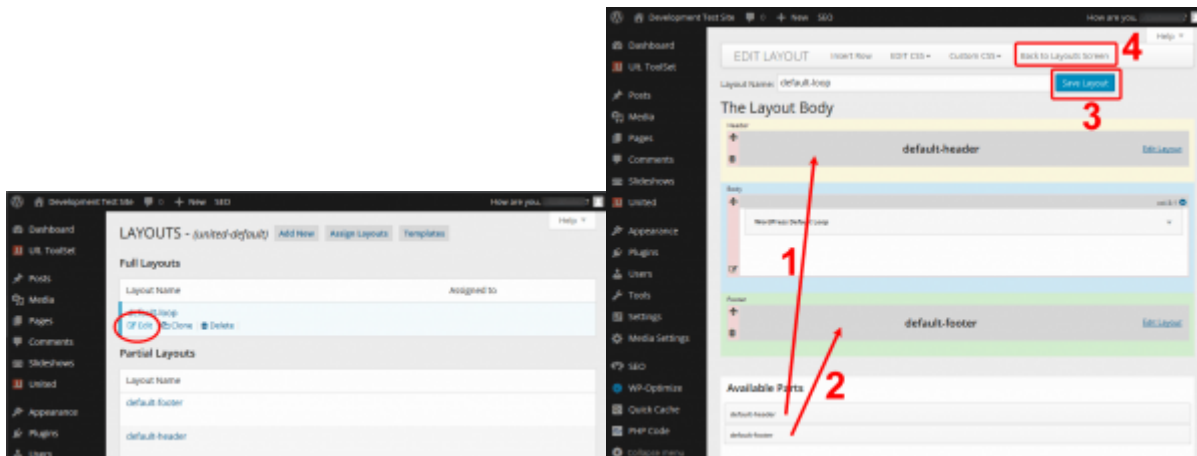 Development Test Site 0 + New SEO How are you, ?
Help
Dashboard
LAYOUTS - (united-default) Add New Assign Layouts Templates
UIL ToolSet
Full Layouts
Posts
Layout Name Assigned to
Media
default-loop
Pages
Edit Clone Delete
Comments
Partial Layouts
Slideshows
Layout Name
United
default-footer
Appearance
default-header
Plugins
Users
Development Test Site 0 + New SEO How are you, ?
Help
Dashboard
EDIT LAYOUT Insert Row EDIT CSS Custom CSS Back to Layouts Screen 4
UIL ToolSet
Layout Name: default-loop Save Layout
3
Posts
The Layout Body
Media
Header
Pages
default-header Edit Layout
Comments
Slideshows
Body
United
WordPress Default Loop
Appearance
1
Plugins
Users
Tools
Footer
Settings
default-footer Edit Layout
Media Settings
SEO
2
WP-Optimize
Available Parts
Quick Cache
default-header
PHP Code
default-footer
Collapse menu